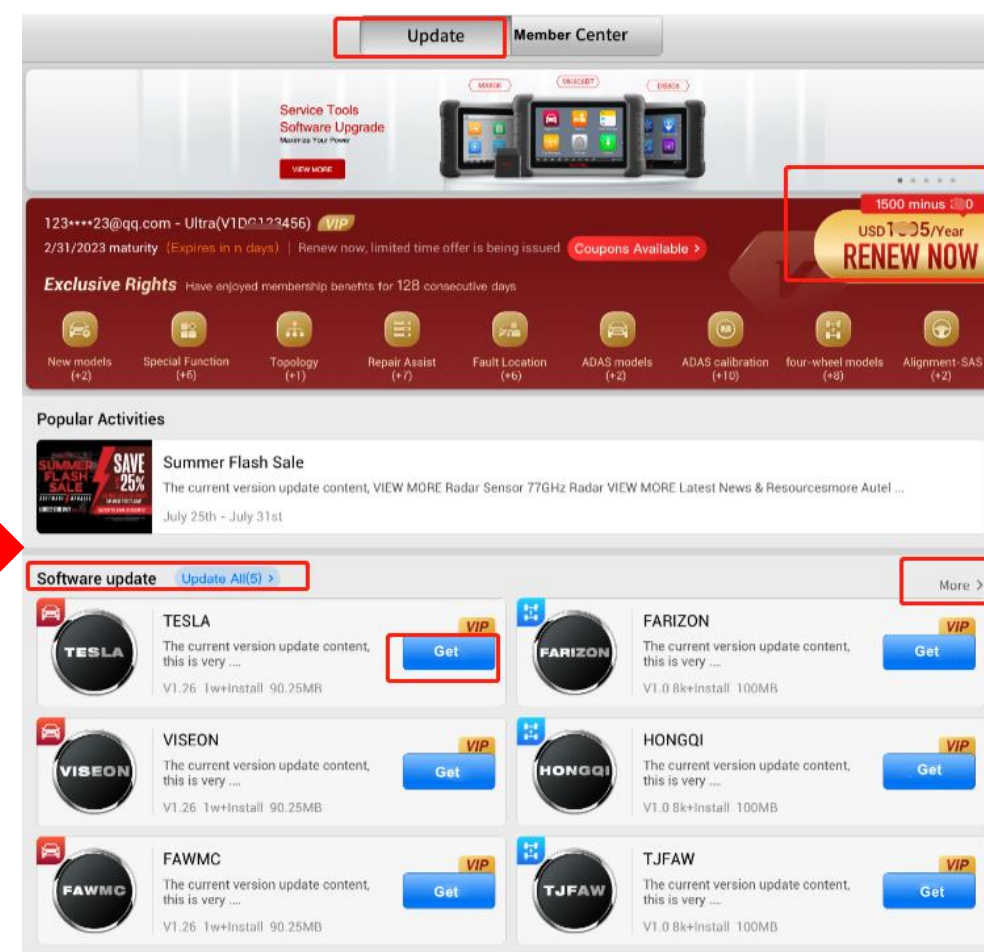 Update
Member Center
Service Tools
Software Upgrade
Maximize Your Power
VIEW MORE
MX808
DS808
1500 minus
USD
/Year
RENEW NOW
123****23@qq.com - Ultra(V1DG123456) VIP
2/31/2023 maturity (Expires in n days) | Renew now, limited time offer is being issued Coupons Available >
Exclusive Rights Have enjoyed membership benefits for 128 consecutive days
New models (+2)
Special Function (+6)
Topology (+1)
Repair Assist (+7)
Fault Location (+6)
ADAS models (+2)
ADAS calibration (+10)
four-wheel models (+8)
Alignment-SAS (+2)
Popular Activities
SUMMER FLASH SALE
SAVE 25%
Summer Flash Sale
The current version update content, VIEW MORE Radar Sensor 77GHz Radar VIEW MORE Latest News & Resourcesmore Autel ...
July 25th - July 31st
Software update Update All(5) > More >
TESLA
TESLA
The current version update content,
this is very ....
V1.26 1w+Install 90.25MB
VIP
Get
FARIZON
FARIZON
The current version update content,
this is very ....
V1.0 8k+Install 100MB
VIP
Get
VISEON
VISEON
The current version update content,
this is very ....
V1.26 1w+Install 90.25MB
VIP
Get
HONGQI
HONGQI
The current version update content,
this is very ....
V1.0 8k+Install 100MB
VIP
Get
FAWMC
FAWMC
The current version update content,
this is very ....
V1.26 1w+Install 90.25MB
VIP
Get
TJFAW
TJFAW
The current version update content,
this is very ....
V1.0 8k+Install 100MB
VIP
Get